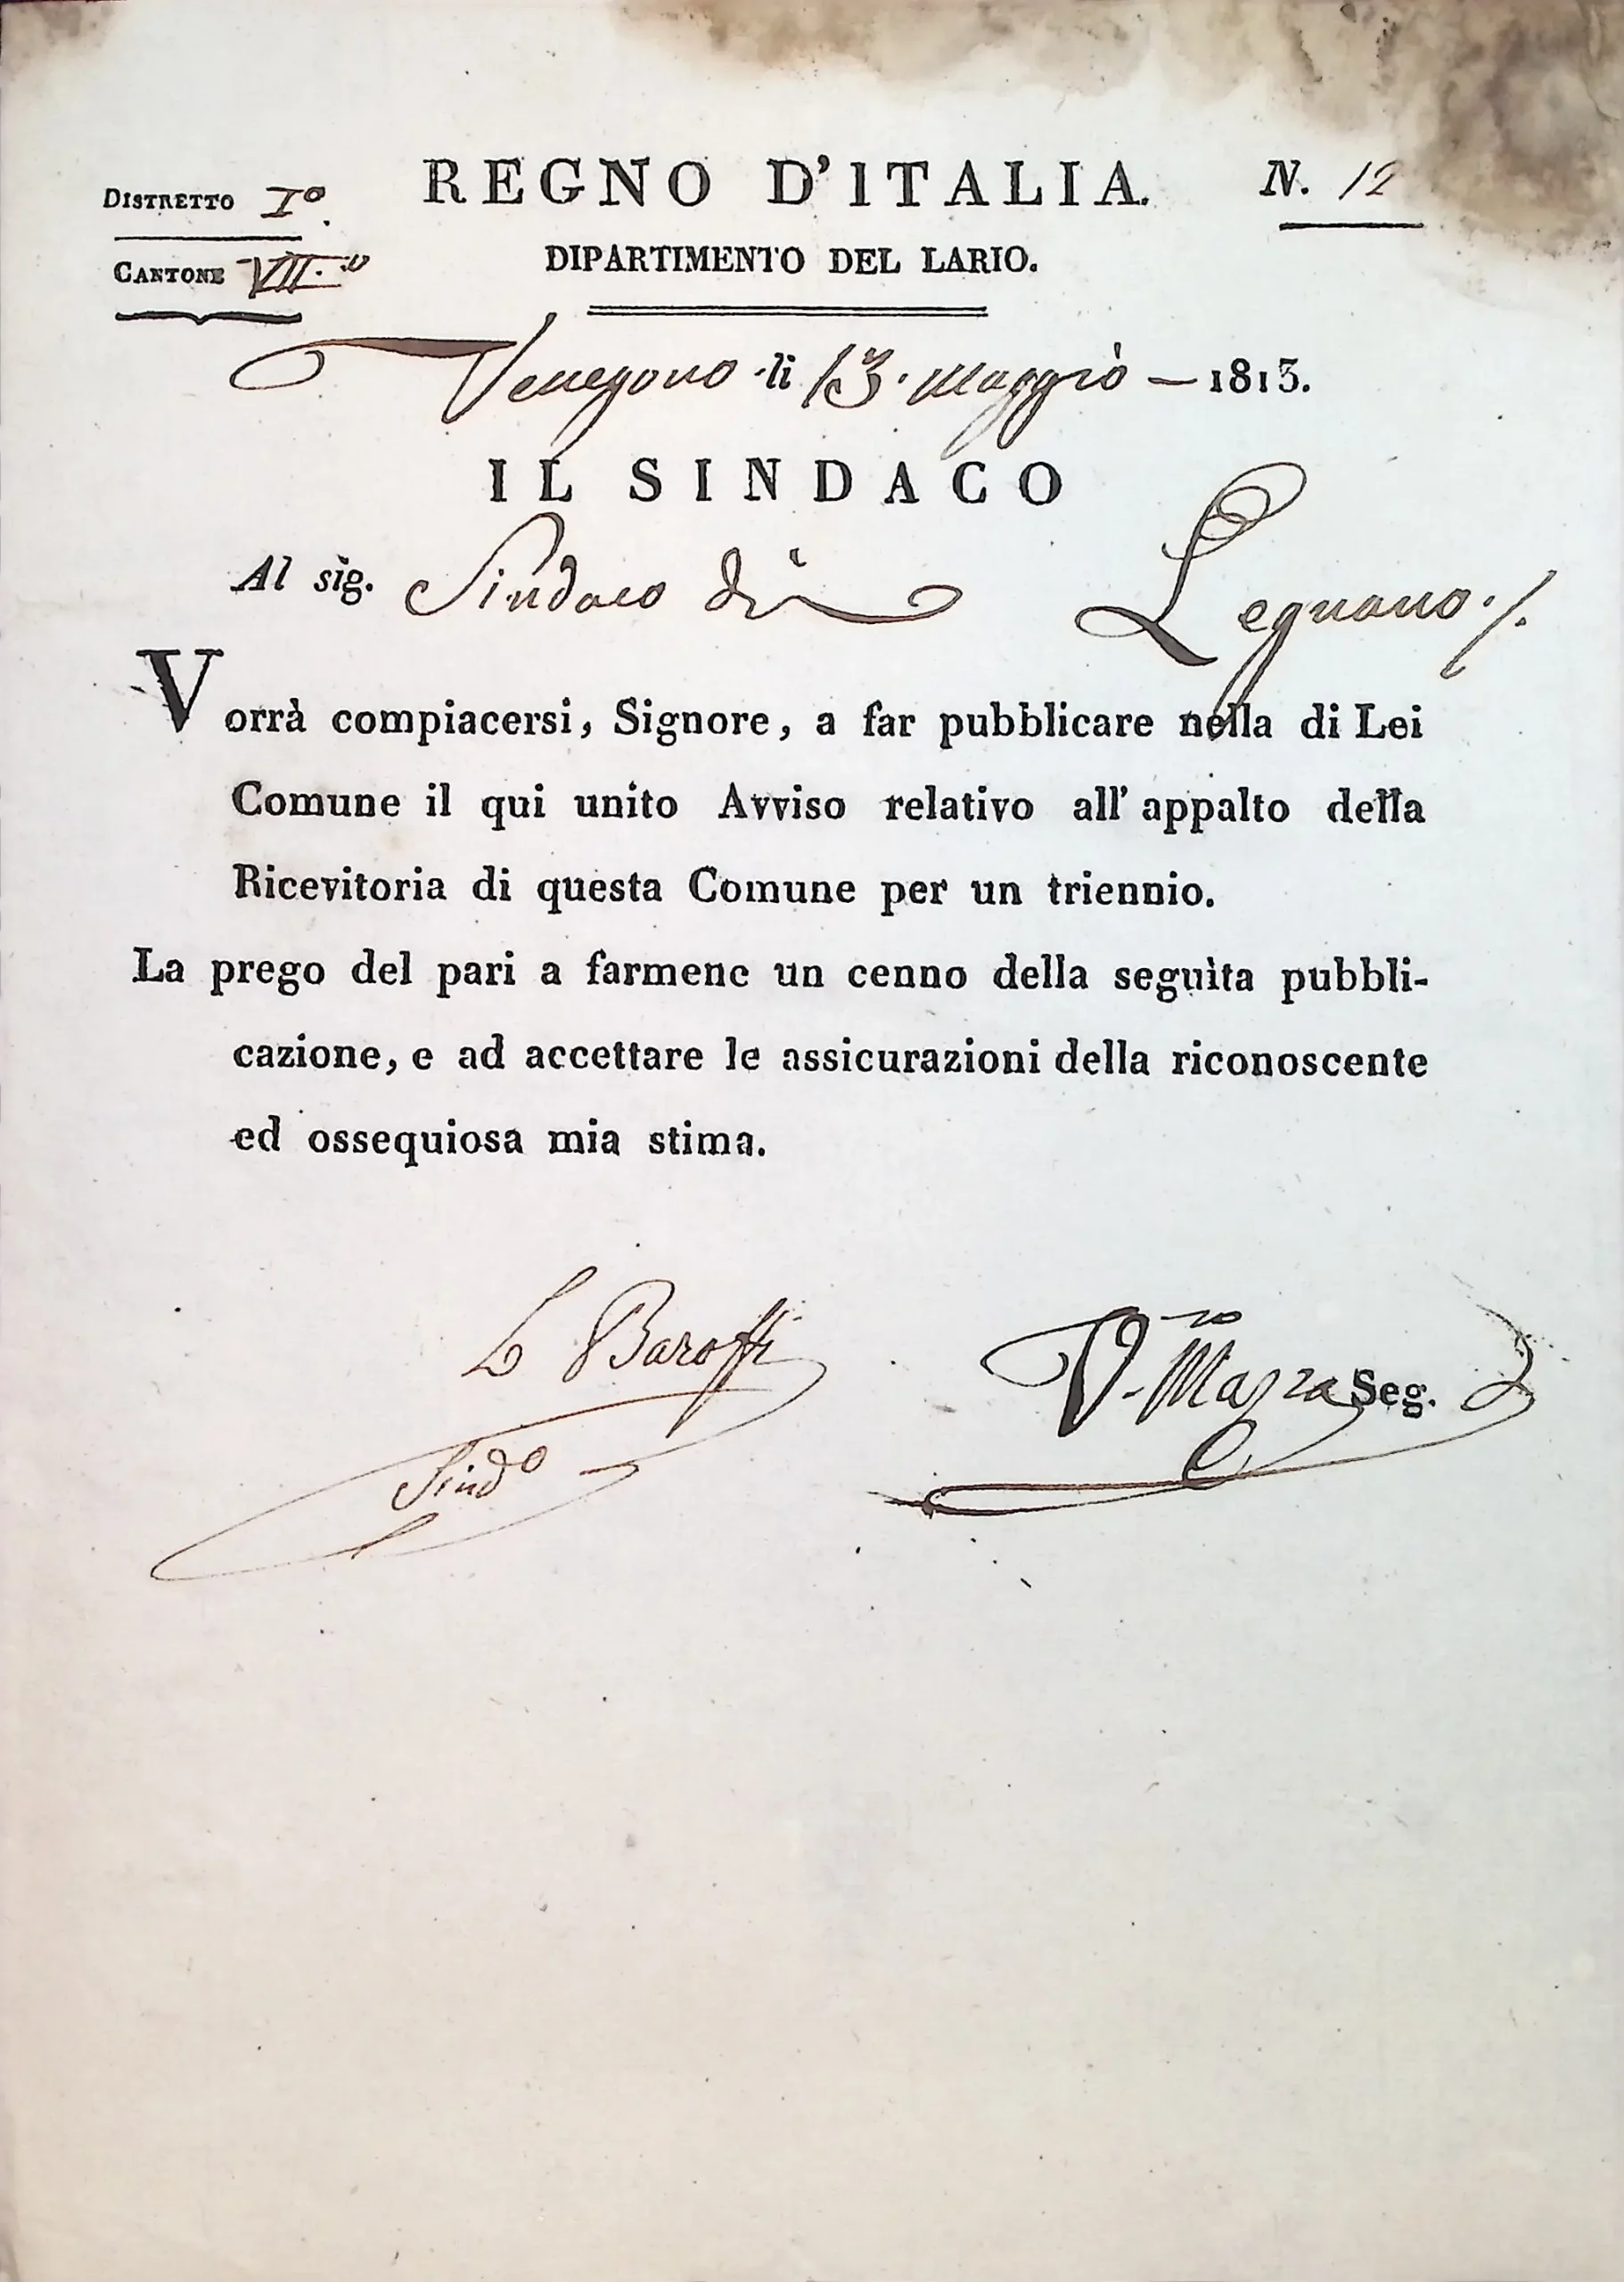 REGNO D'ITALIA.
N. 12
DISTRETTO I.º
CANTONE VII.º
DIPARTIMENTO DEL LARIO.
Venegono li 13. Maggio — 1813.
IL SINDACO
Al sig. Sindaco di Legnano ./.
Vorrà compiacersi, Signore, a far pubblicare nella di Lei
Comune il qui unito Avviso relativo all' appalto della
Ricevitoria di questa Comune per un triennio.
La prego del pari a farmene un cenno della seguita pubbli-
cazione, e ad accettare le assicurazioni della riconoscente
ed ossequiosa mia stima.
Baroffi
Sindº
V. Mazza Seg.